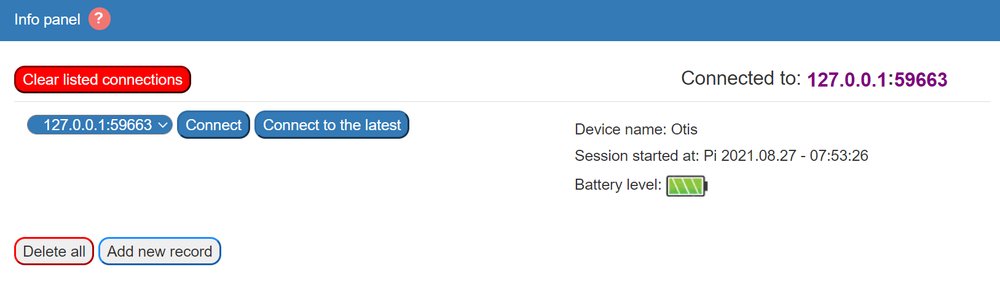 Info panel ?
Clear listed connections
Connected to: 127.0.0.1:59663
127.0.0.1:59663 Connect Connect to the latest
Device name: Otis
Session started at: Pi 2021.08.27 - 07:53:26
Battery level:
Delete all Add new record